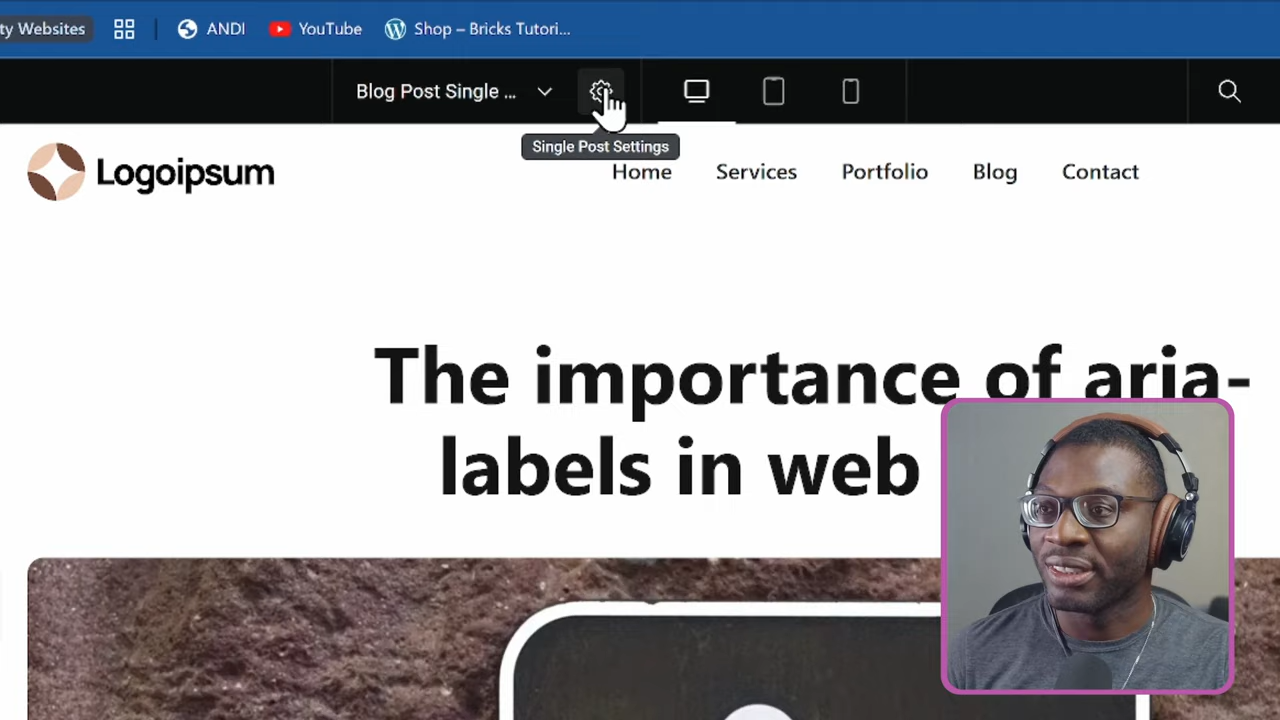 ty Websites
ANDI
YouTube
Shop – Bricks Tutori...
Blog Post Single ...
Single Post Settings
Logoipsum
Home
Services
Portfolio
Blog
Contact
The importance of aria-
labels in web